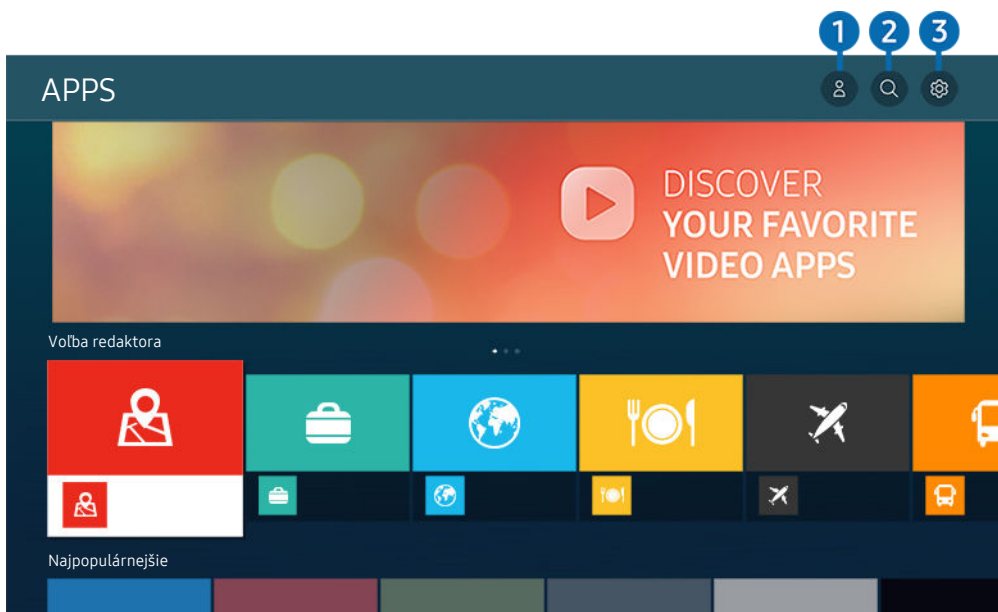 1 2 3
APPS
DISCOVER
YOUR FAVORITE
VIDEO APPS
Voľba redaktora
Najpopulárnejšie